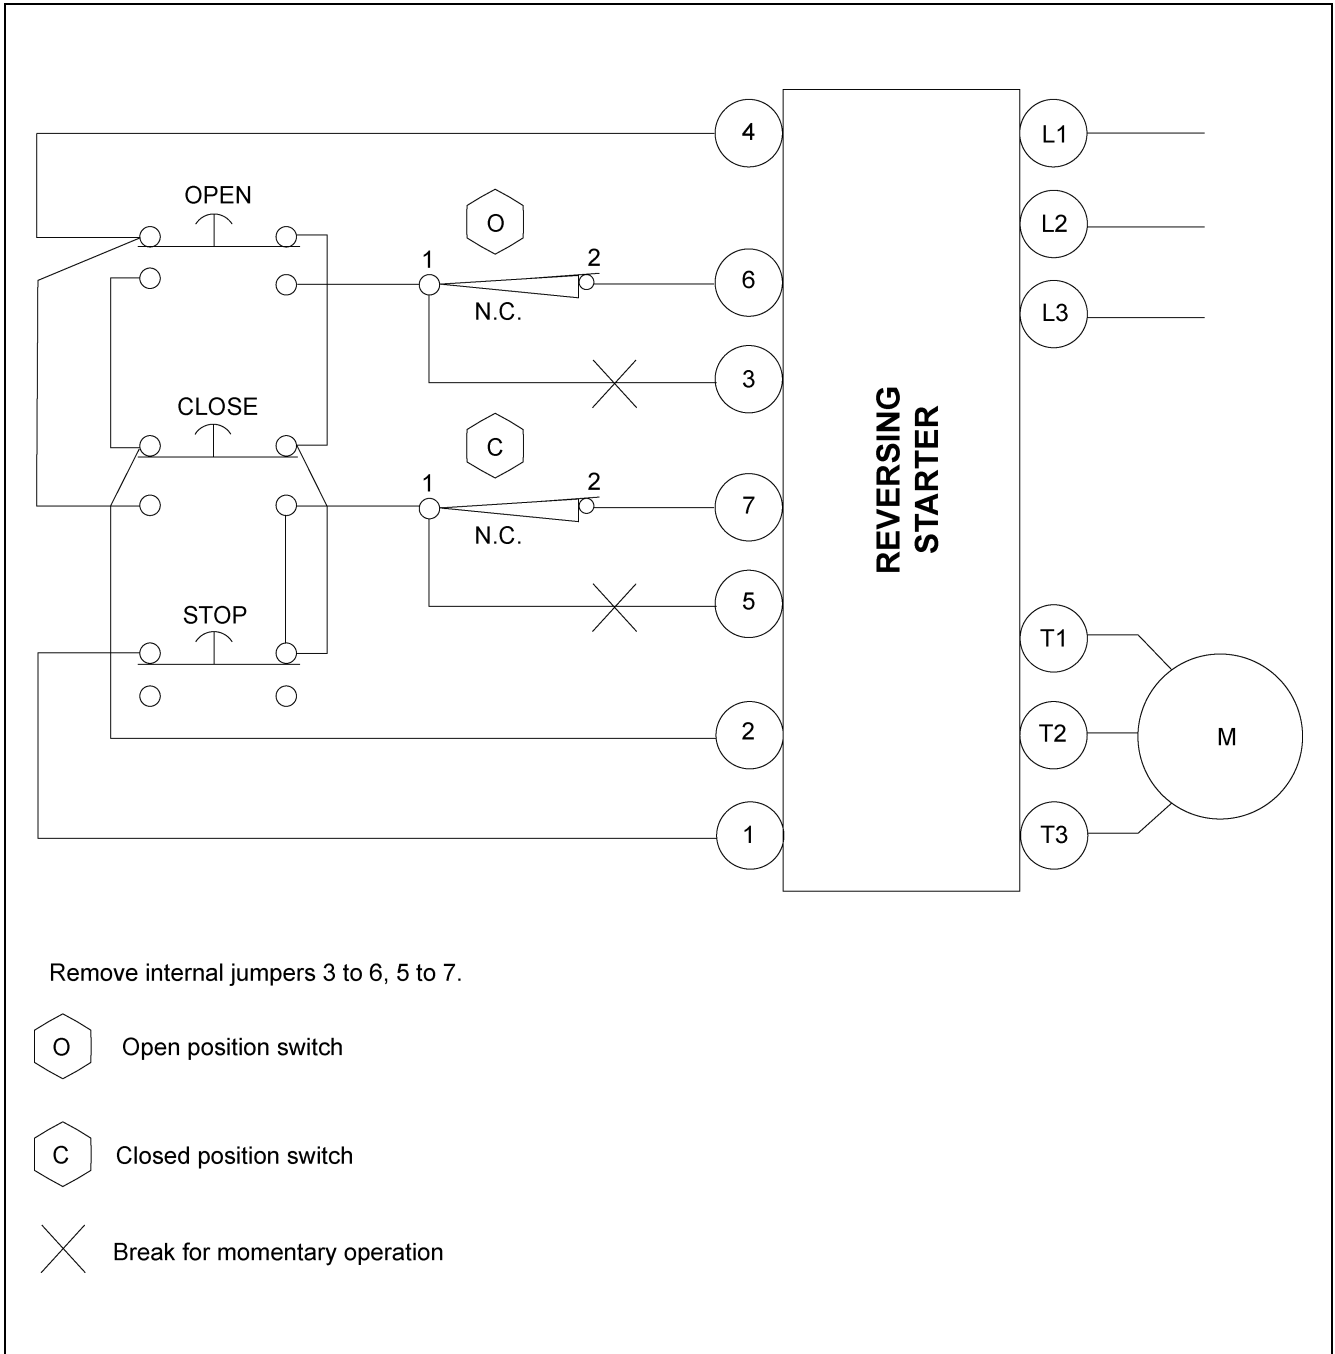 4
L1
OPEN
O
L2
1
2
6
N.C.
L3
3
CLOSE
C
1
2
7
N.C.
REVERSING
STARTER
5
STOP
T1
2
T2
M
1
T3
Remove internal jumpers 3 to 6, 5 to 7.
O
Open position switch
C
Closed position switch
Break for momentary operation